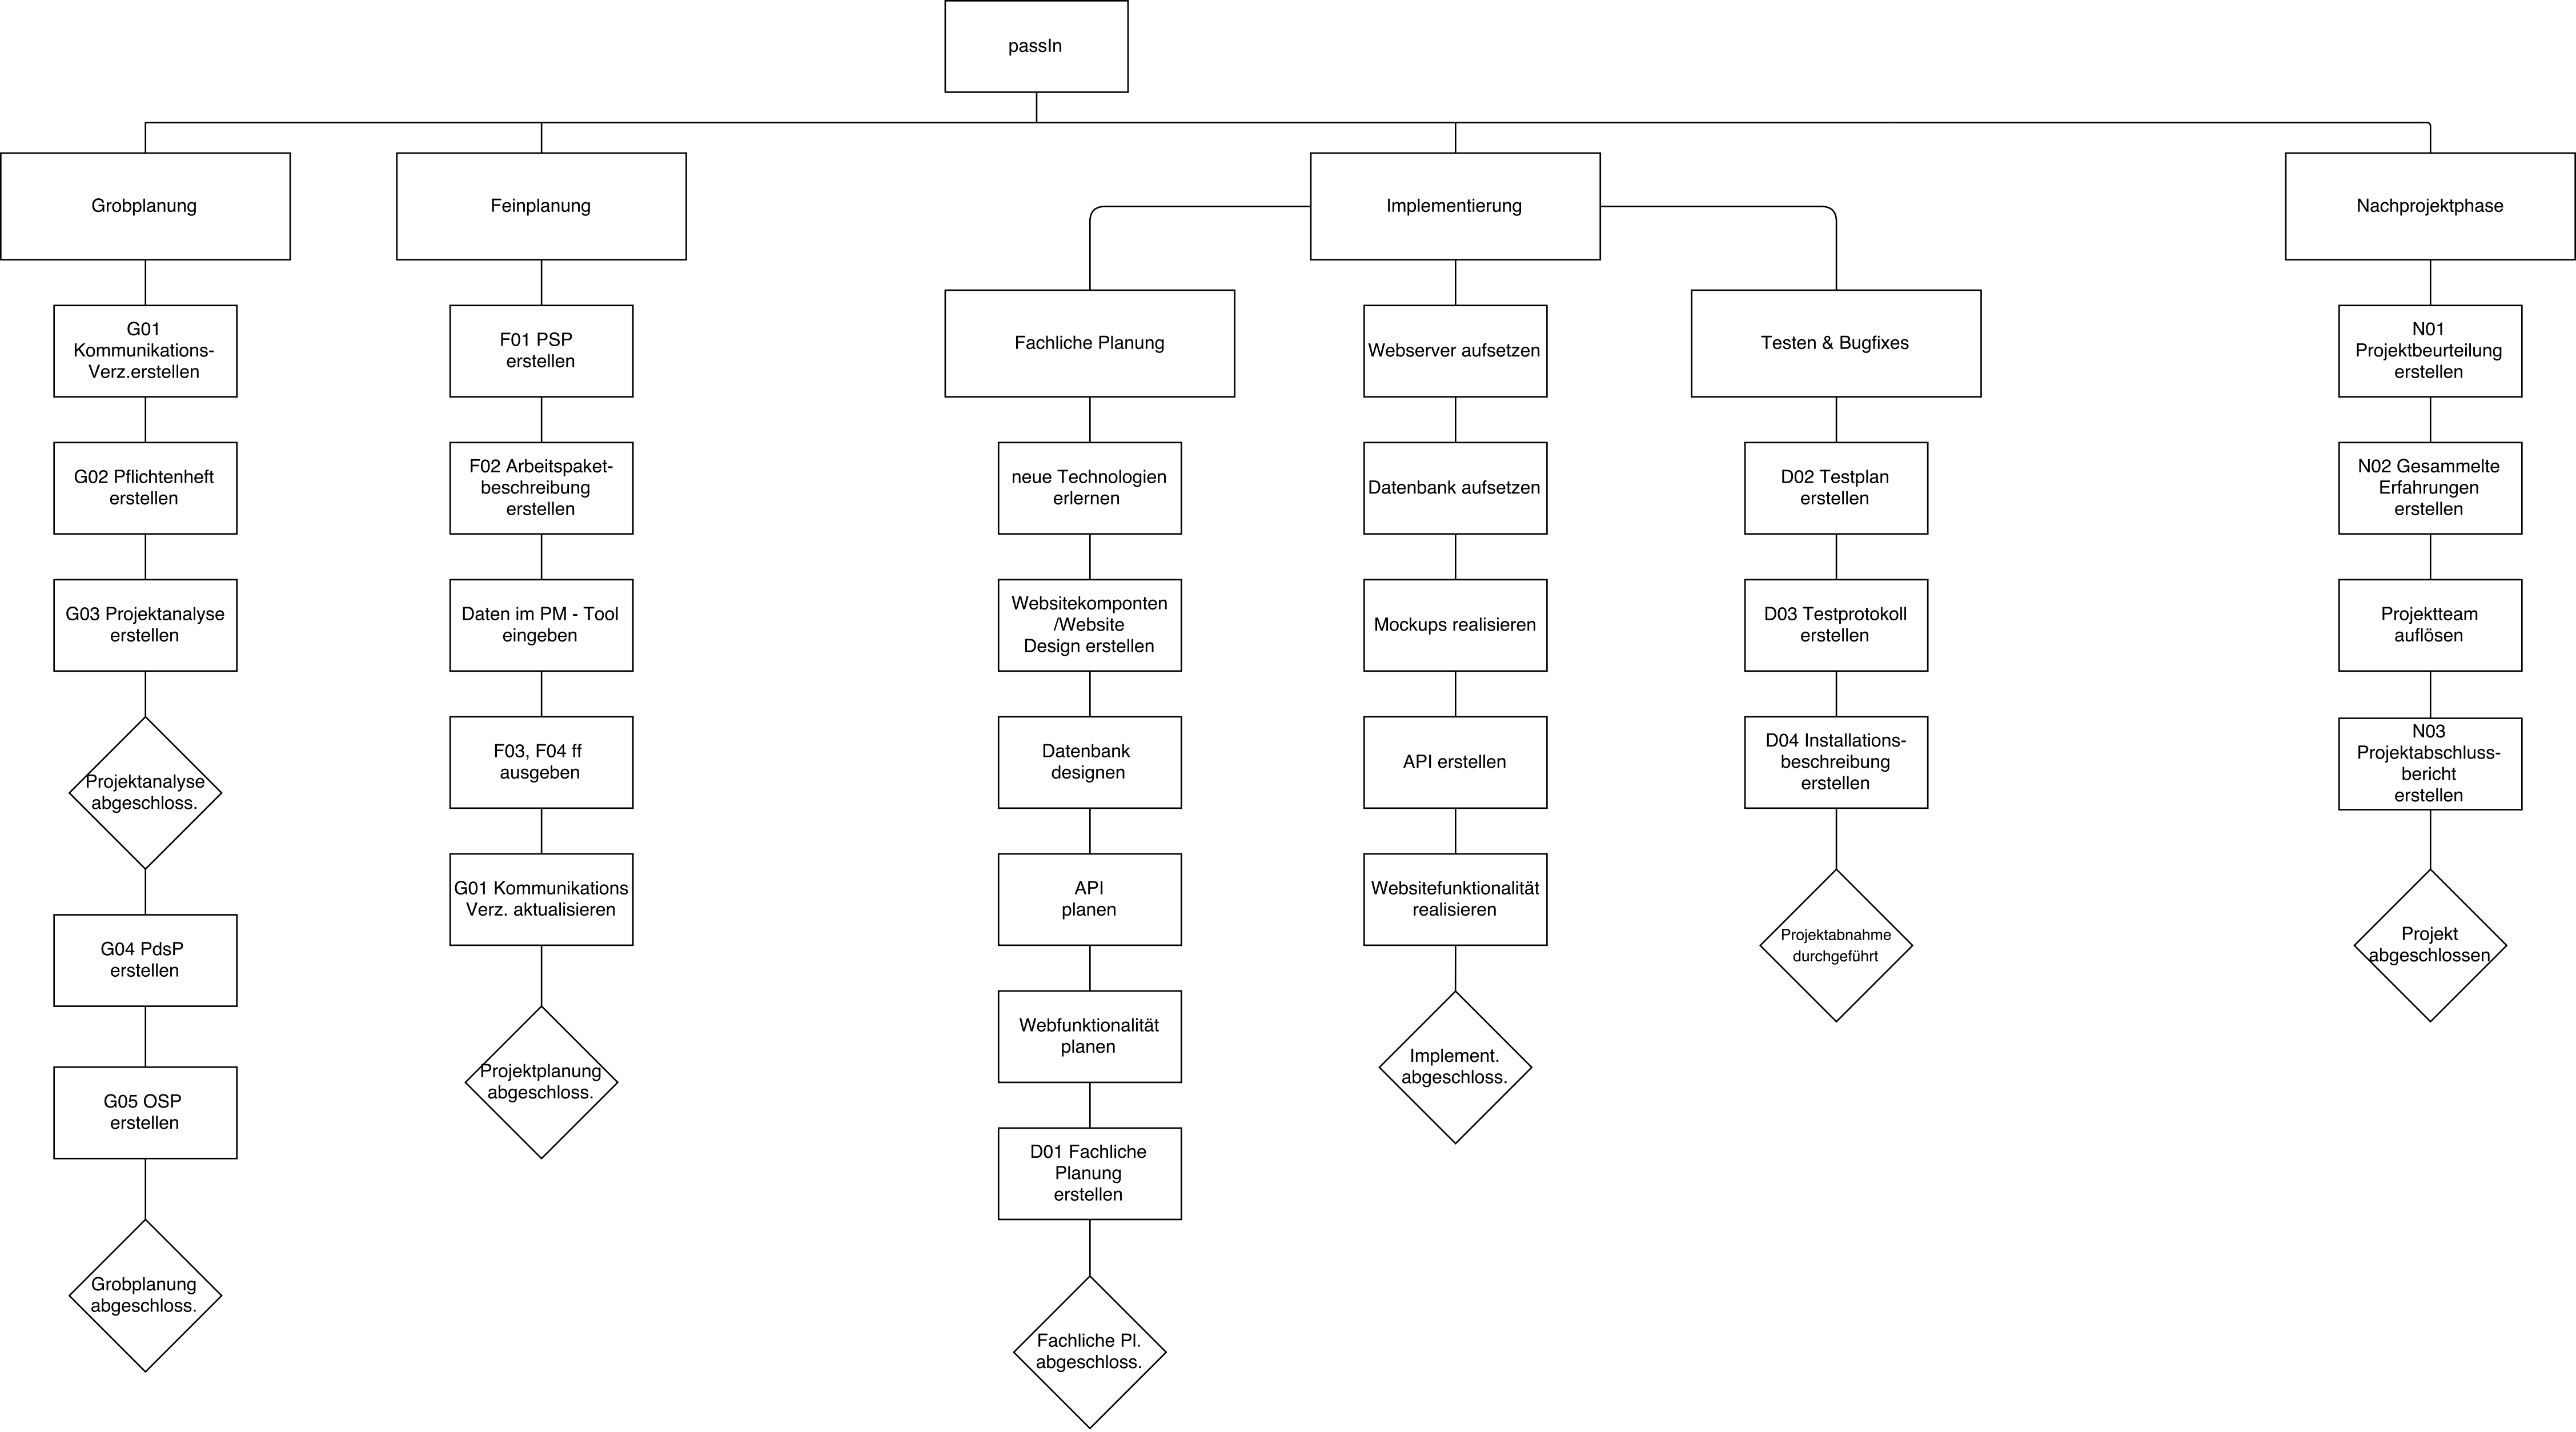 passIn
Grobplanung
Feinplanung
Implementierung
Nachprojektphase
G01
Kommunikations-
Verz.erstellen
G02 Pflichtenheft
erstellen
G03 Projektanalyse
erstellen
Projektanalyse
abgeschloss.
G04 PdsP
erstellen
G05 OSP
erstellen
Grobplanung
abgeschloss.
F01 PSP
erstellen
F02 Arbeitspaket-
beschreibung
erstellen
Daten im PM - Tool
eingeben
F03, F04 ff
ausgeben
G01 Kommunikations
Verz. aktualisieren
Projektplanung
abgeschloss.
Fachliche Planung
neue Technologien
erlernen
Websitekomponten
/Website
Design erstellen
Datenbank
designen
API
planen
Webfunktionalität
planen
D01 Fachliche
Planung
erstellen
Fachliche Pl.
abgeschloss.
Webserver aufsetzen
Datenbank aufsetzen
Mockups realisieren
API erstellen
Websitefunktionalität
realisieren
Implement.
abgeschloss.
Testen & Bugfixes
D02 Testplan
erstellen
D03 Testprotokoll
erstellen
D04 Installations-
beschreibung
erstellen
Projektabnahme
durchgeführt
N01
Projektbeurteilung
erstellen
N02 Gesammelte
Erfahrungen
erstellen
Projektteam
auflösen
N03
Projektabschluss-
bericht
erstellen
Projekt
abgeschlossen